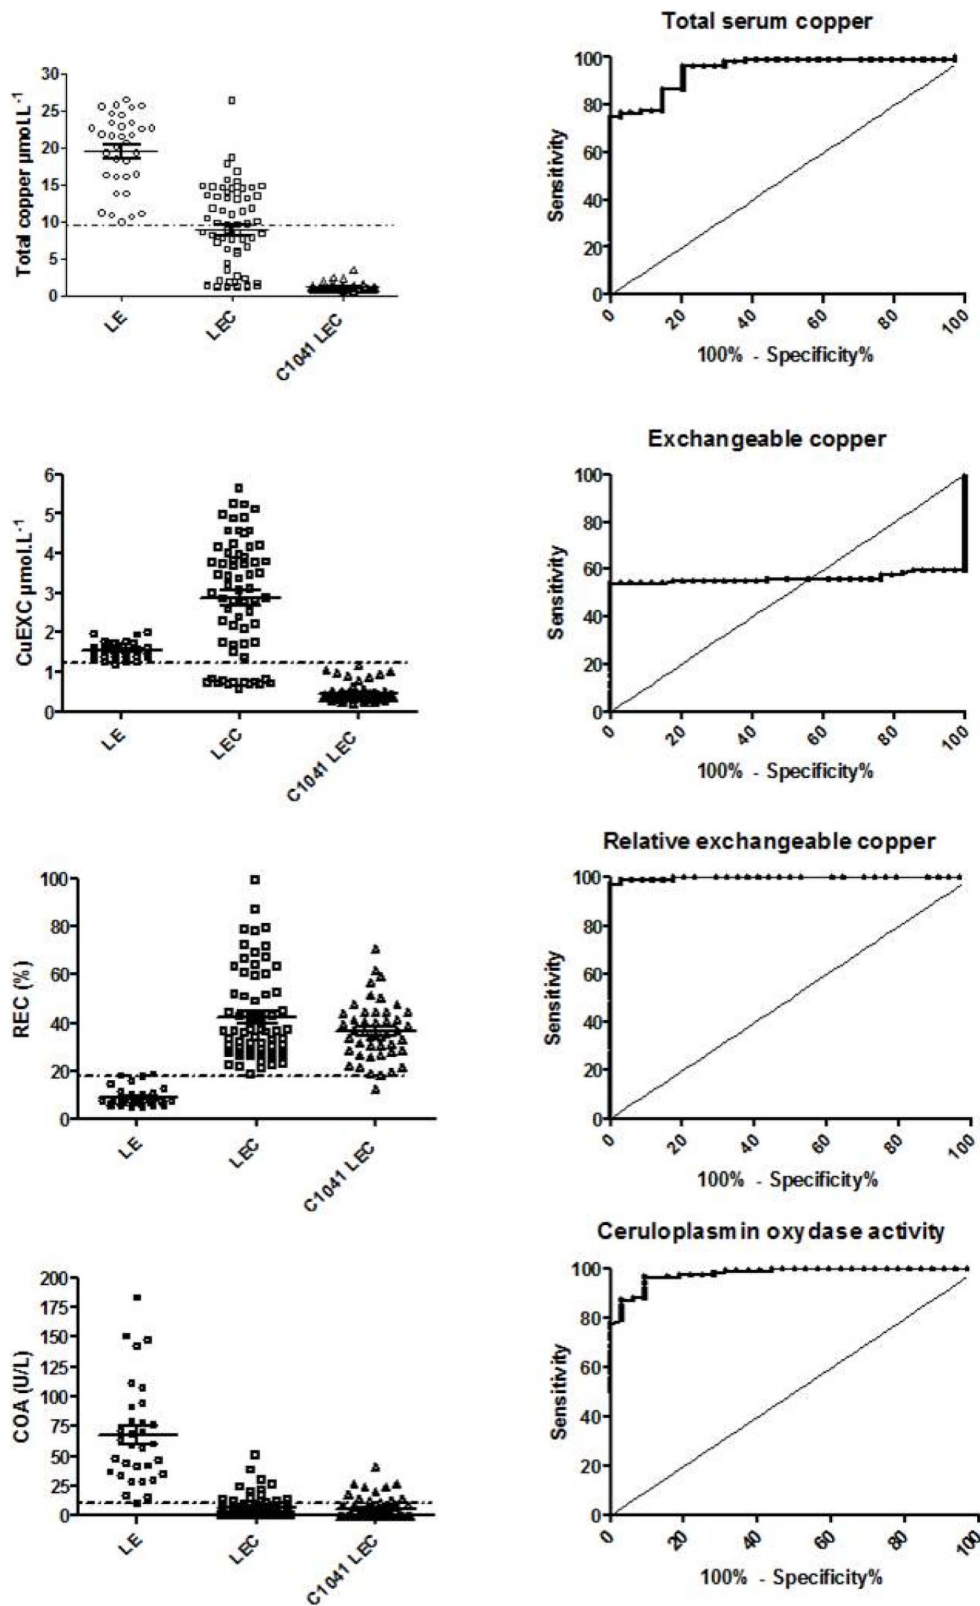 Total serum copper
30
25
20
15
10
5
0
Total copper µmol.L-1
LE
LEC
C1041 LEC
100
80
60
40
20
0
Sensitivity
0
20
40
60
80
100
100% - Specificity%
Exchangeable copper
6
5
4
3
2
1
0
CuEXC µmol.L-1
LE
LEC
C1041 LEC
100
80
60
40
20
0
Sensitivity
0
20
40
60
80
100
100% - Specificity%
Relative exchangeable copper
100
80
60
40
20
0
REC (%)
LE
LEC
C1041 LEC
100
80
60
40
20
0
Sensitivity
0
20
40
60
80
100
100% - Specificity%
Ceruloplasmin oxydase activity
200
175
150
125
100
75
50
25
0
COA (U/L)
LE
LEC
C1041 LEC
100
80
60
40
20
0
Sensitivity
0
20
40
60
80
100
100% - Specificity%